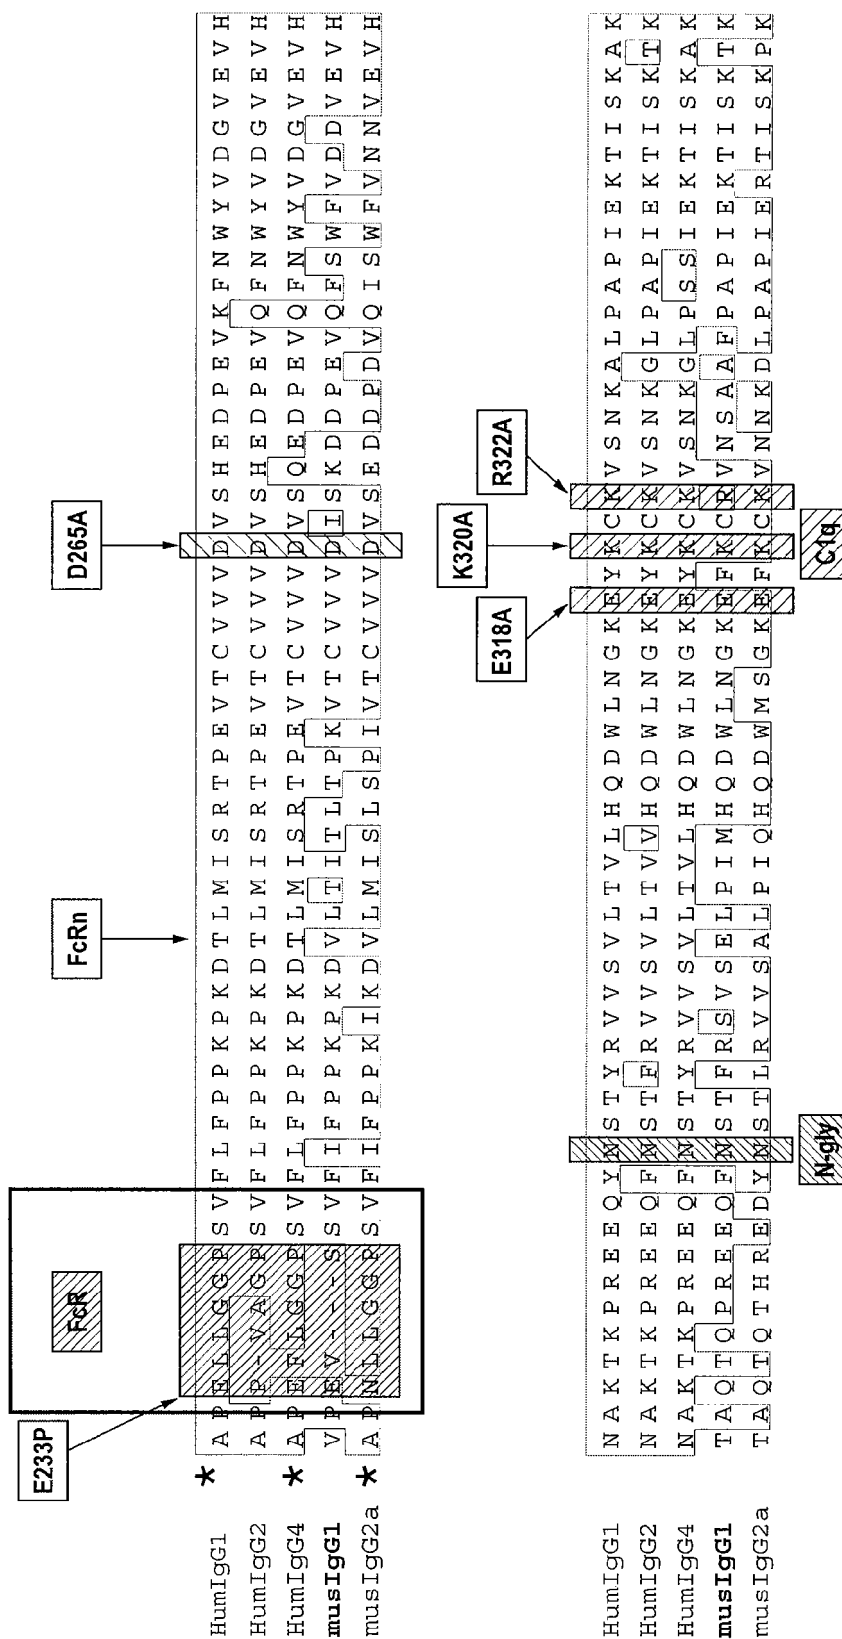 FcR
E233P
FcRn
D265A
* HumIgG1 A P E L L G G P S V F L F P P K P K D T L M I S R T P E V T C V V V D V S H E D P E V K F N W Y V D G V E V H
HumIgG2 A P P - V A G P S V F L F P P K P K D T L M I S R T P E V T C V V V D V S H E D P E V Q F N W Y V D G V E V H
* HumIgG4 A P E F L G G P S V F L F P P K P K D T L M I S R T P E V T C V V V D V S Q E D P E V Q F N W Y V D G V E V H
musIgG1 V P E V - - - S S V F I F P P K P K D V L T I T L T P K V T C V V V D I S K D D P E V Q F S W F V D D V E V H
* musIgG2a A P N L L G G P S V F I F P P K I K D V L M I S L S P I V T C V V V D V S E D D P D V Q I S W F V N N V E V H
E318A
K320A
R322A
HumIgG1 N A K T K P R E E Q Y N S T Y R V V S V L T V L H Q D W L N G K E Y K C K V S N K A L P A P I E K T I S K A K
HumIgG2 N A K T K P R E E Q F N S T F R V V S V L T V V H Q D W L N G K E Y K C K V S N K G L P A P I E K T I S K T K
HumIgG4 N A K T K P R E E Q F N S T Y R V V S V L T V L H Q D W L N G K E Y K C K V S N K G L P S S I E K T I S K A K
musIgG1 T A Q T Q P R E E Q F N S T F R S V S E L P I M H Q D W L N G K E F K C R V N S A A F P A P I E K T I S K T K
musIgG2a T A Q T Q T H R E D Y N S T L R V V S A L P I Q H Q D W M S G K E F K C K V N N K D L P A P I E R T I S K P K
N-gly
C1q